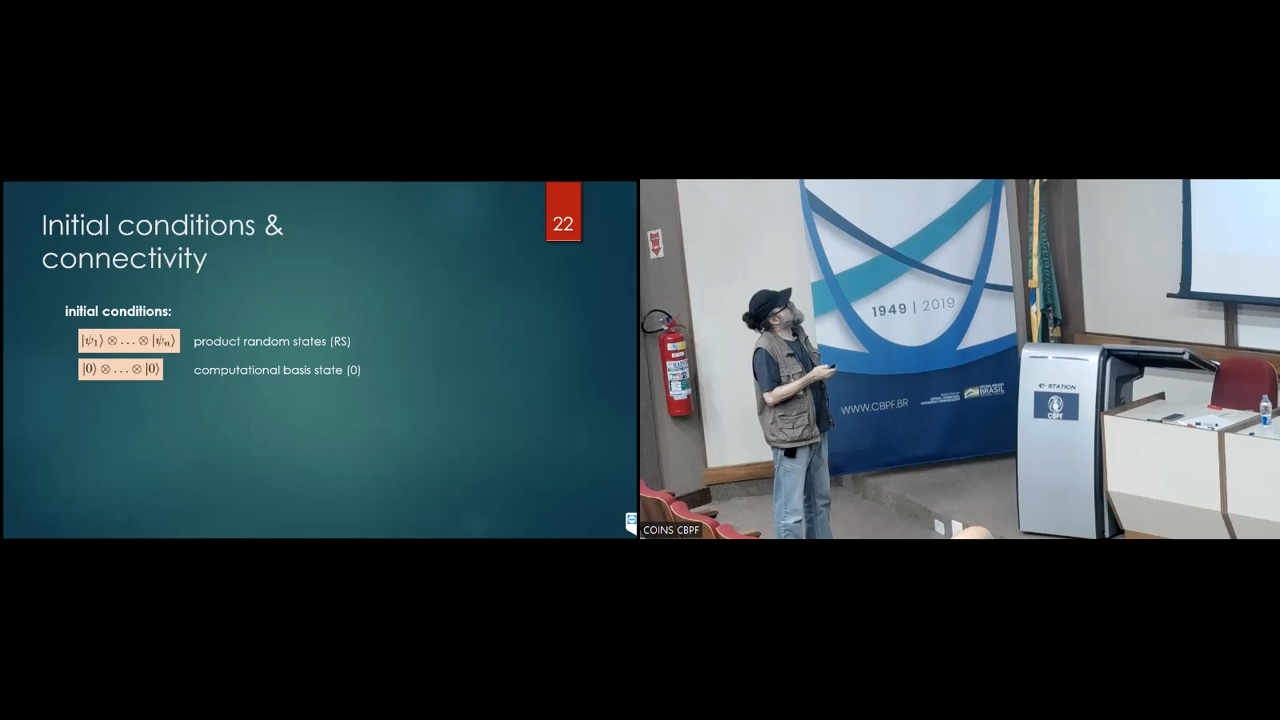 Initial conditions &
connectivity
22
initial conditions:
|ψ₁⟩ ⊗ … ⊗ |ψₙ⟩ product random states (RS)
|0⟩ ⊗ … ⊗ |0⟩ computational basis state (0)
1949 | 2019
WWW.CBPF.BR
BRASIL
e-STATION
CBPF
COINS CBPF